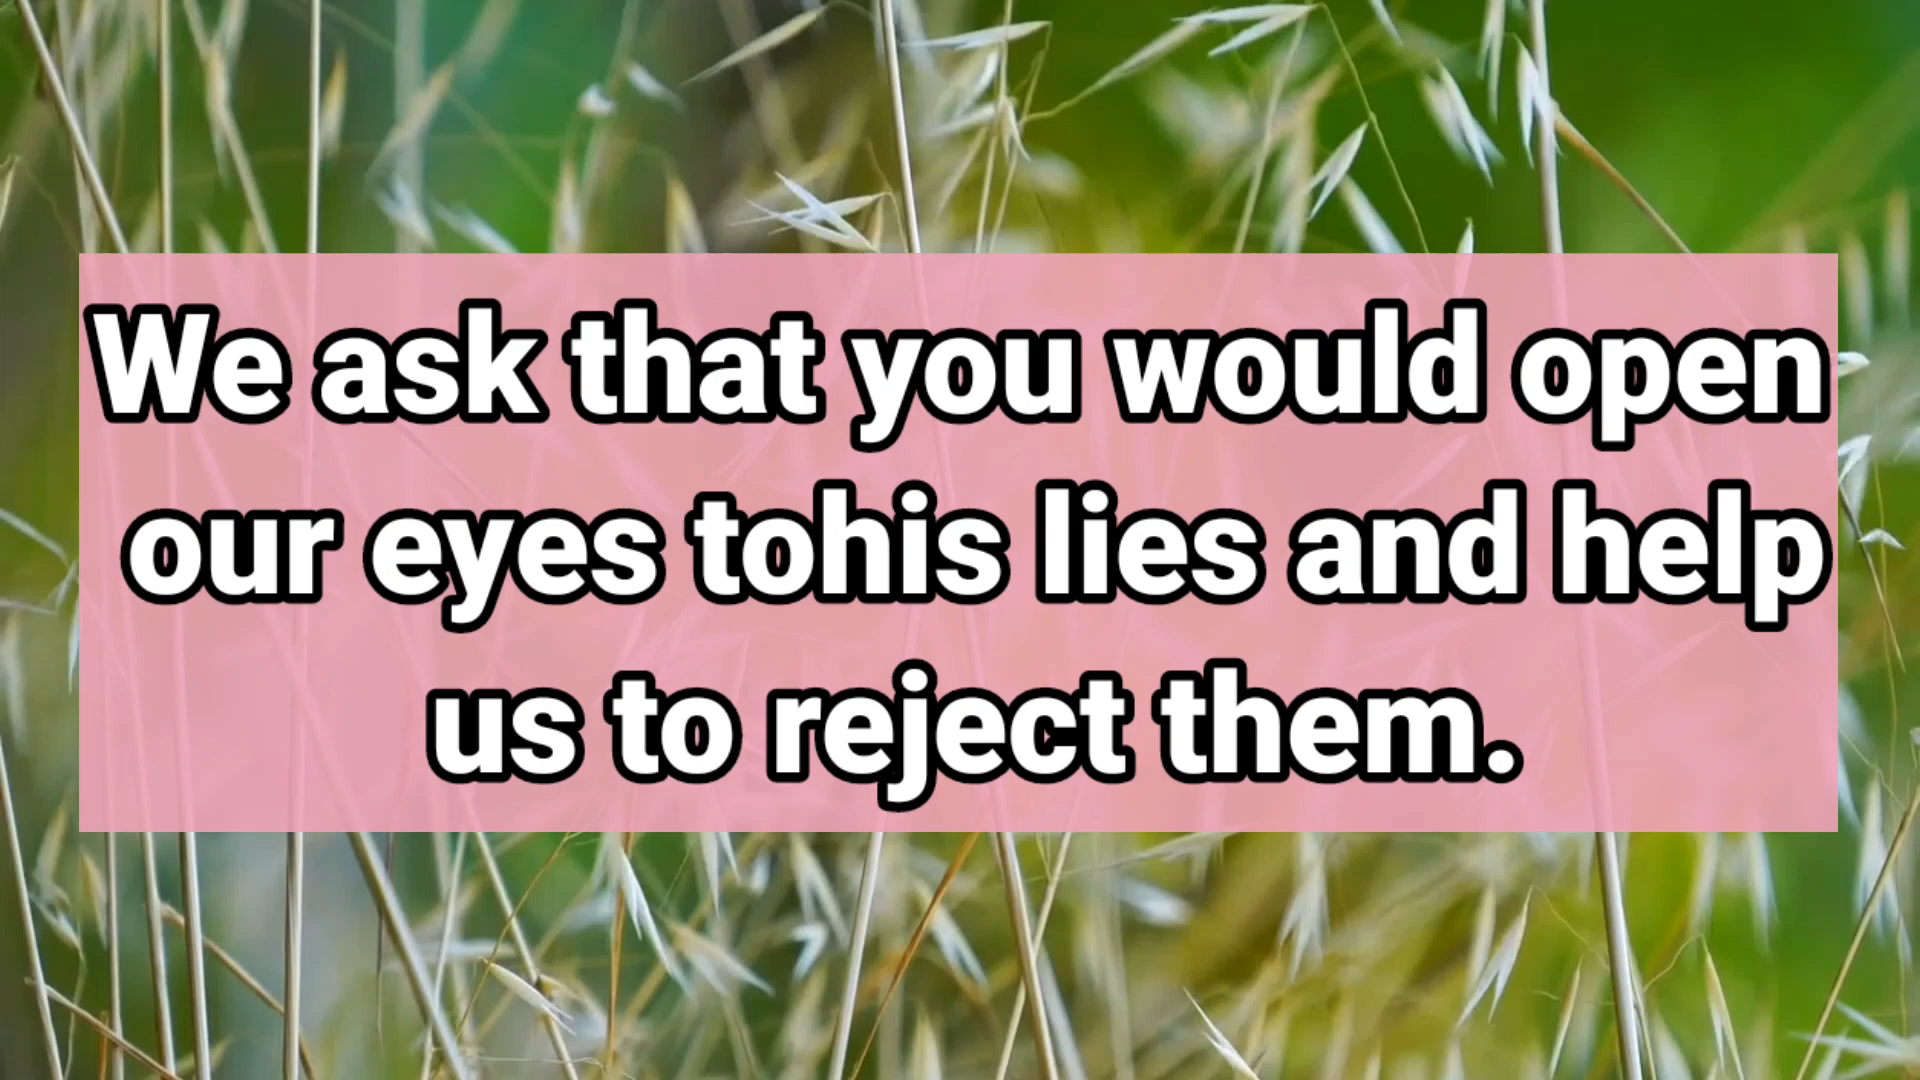 We ask that you would open
our eyes tohis lies and help
us to reject them.